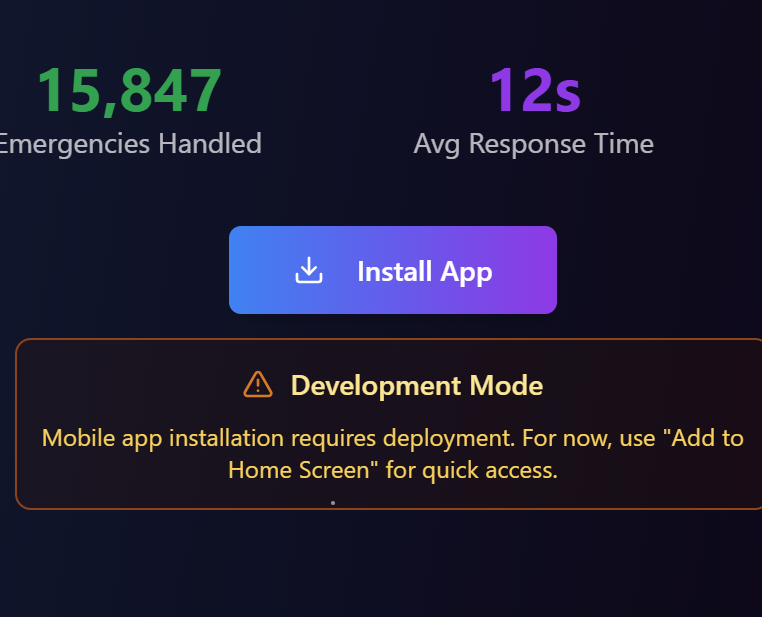 15,847
12s
Emergencies Handled
Avg Response Time
Install App
Development Mode
Mobile app installation requires deployment. For now, use "Add to
Home Screen" for quick access.